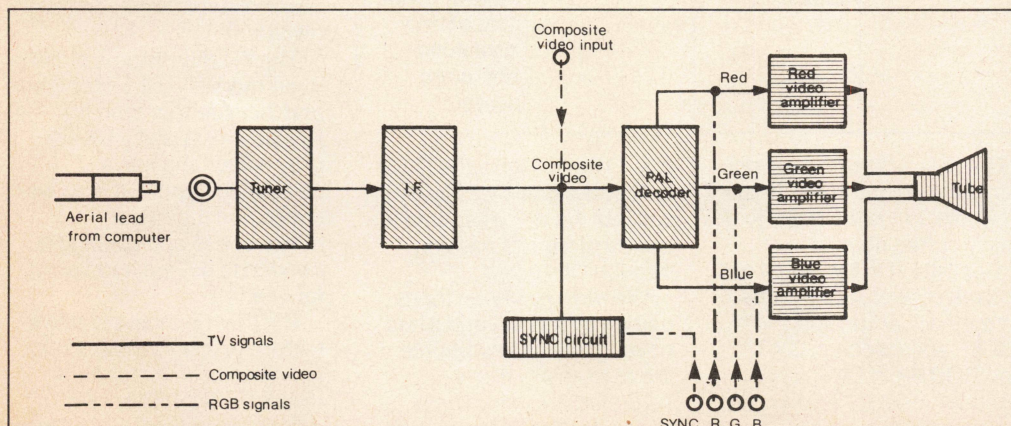 Composite
video input
Red
Red
video
amplifier
Tuner
I.F
Composite
video
PAL
decoder
Green
Green
video
amplifier
Tube
Aerial lead
from computer
Blue
Blue
video
amplifier
SYNC circuit
TV signals
Composite video
RGB signals
SYNC R G B